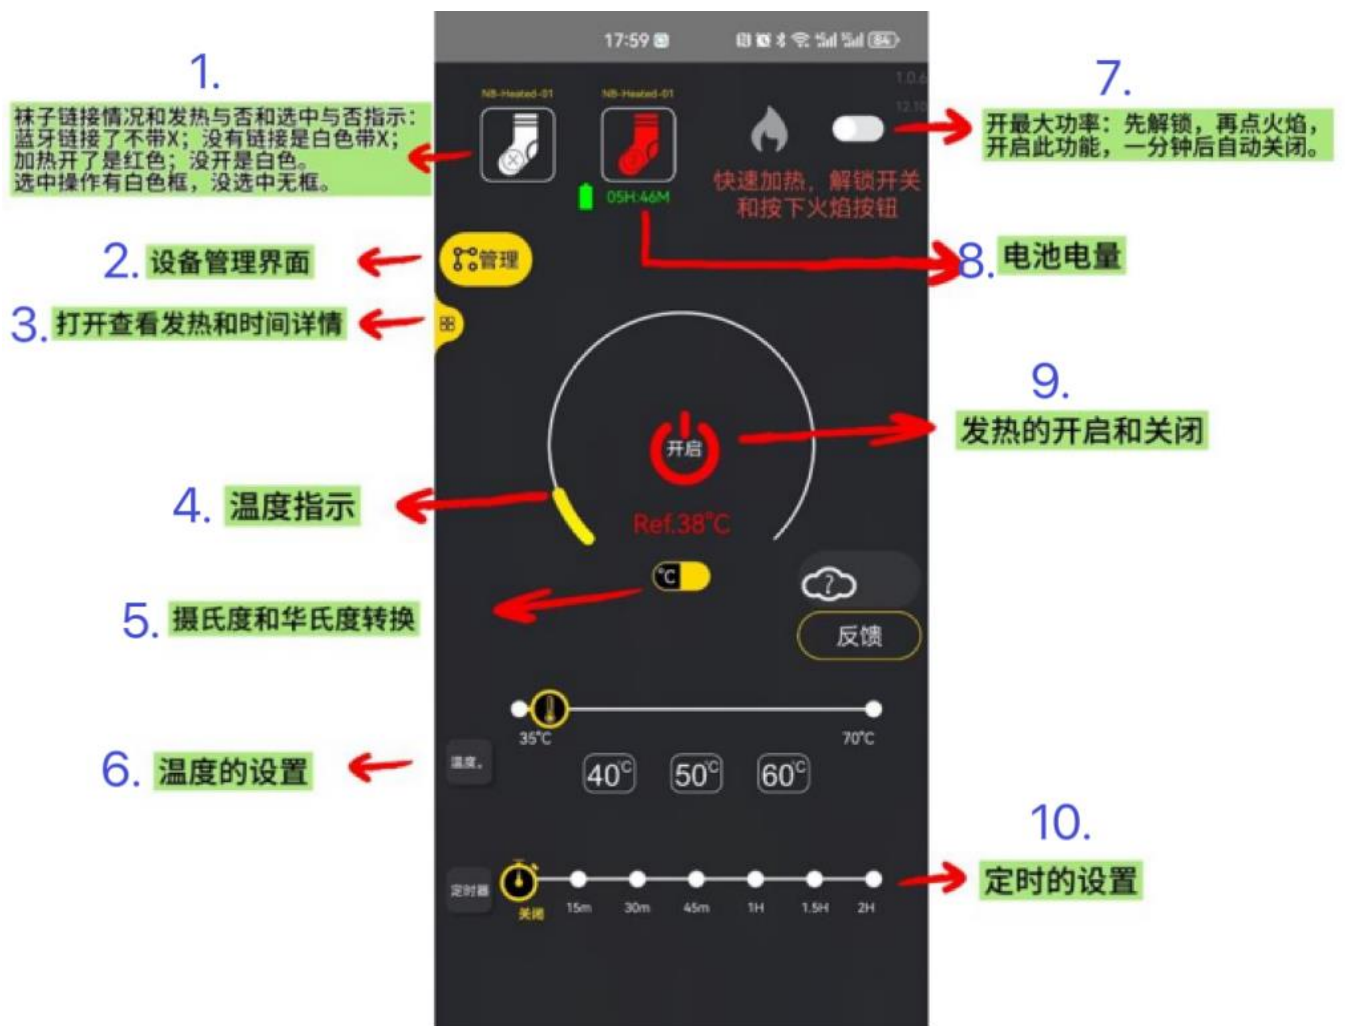 17:59
84
1.
袜子链接情况和发热与否和选中与否指示：
蓝牙链接了不带X；没有链接是白色带X；
加热开了是红色；没开是白色。
选中操作有白色框，没选中无框。
NB-Heated-01
NB-Heated-01
05H:46M
1.0.6
12.10
快速加热，解锁开关
和按下火焰按钮
7.
开最大功率：先解锁，再点火焰，
开启此功能，一分钟后自动关闭。
2. 设备管理界面
管理
8. 电池电量
3. 打开查看发热和时间详情
9.
发热的开启和关闭
开启
4. 温度指示
Ref.38°C
5. 摄氏度和华氏度转换
°C
?
反馈
35°C
70°C
6. 温度的设置
温度。
40°C
50°C
60°C
10.
定时的设置
定时器
关闭
15m
30m
45m
1H
1.5H
2H